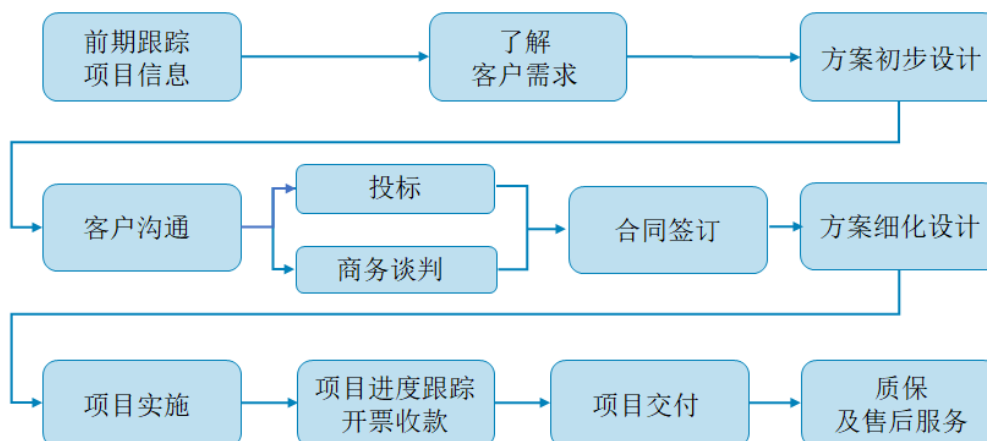 前期跟踪
项目信息
了解
客户需求
方案初步设计
客户沟通
投标
商务谈判
合同签订
方案细化设计
项目实施
项目进度跟踪
开票收款
项目交付
质保
及售后服务